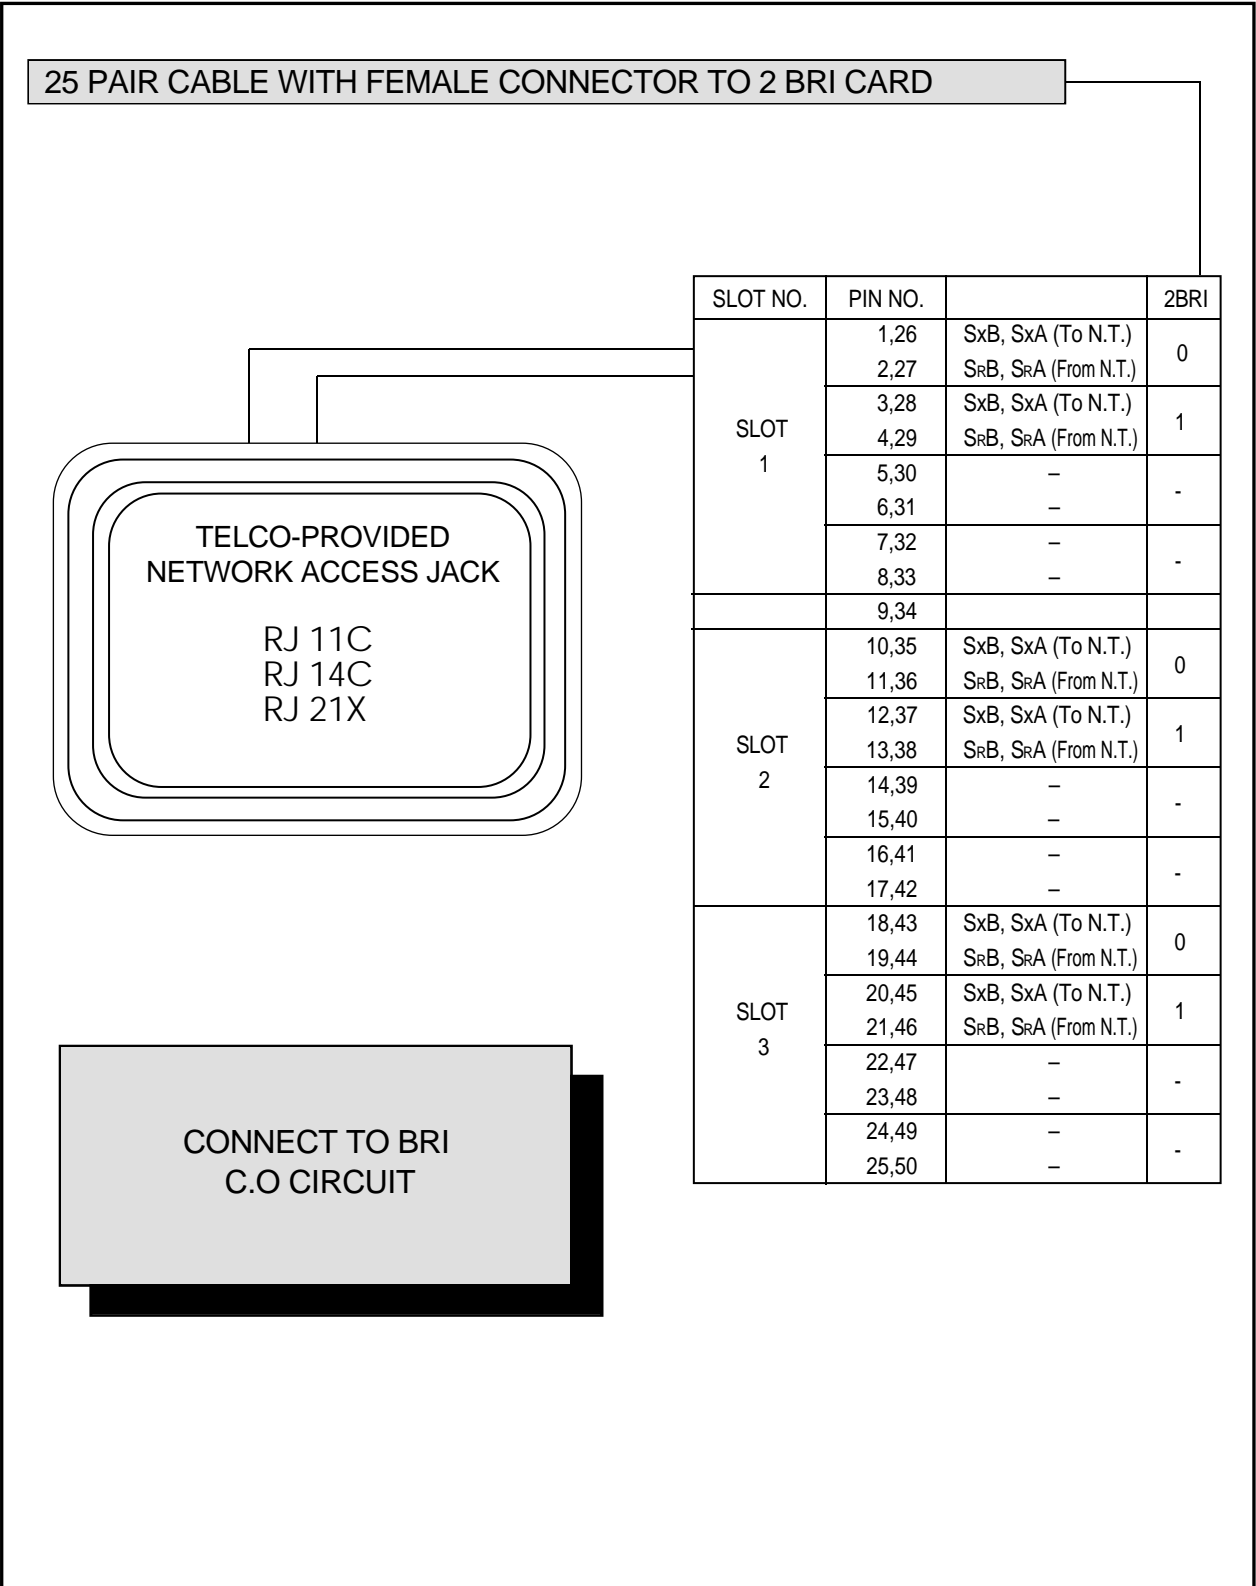 25 PAIR CABLE WITH FEMALE CONNECTOR TO 2 BRI CARD
SLOT NO. PIN NO. 2BRI
SLOT 1
1,26 SxB, SxA (To N.T.) 0
2,27 SRB, SRA (From N.T.)
3,28 SxB, SxA (To N.T.) 1
4,29 SRB, SRA (From N.T.)
5,30 – -
6,31 –
7,32 – -
8,33 –
9,34
SLOT 2
10,35 SxB, SxA (To N.T.) 0
11,36 SRB, SRA (From N.T.)
12,37 SxB, SxA (To N.T.) 1
13,38 SRB, SRA (From N.T.)
14,39 – -
15,40 –
16,41 – -
17,42 –
SLOT 3
18,43 SxB, SxA (To N.T.) 0
19,44 SRB, SRA (From N.T.)
20,45 SxB, SxA (To N.T.) 1
21,46 SRB, SRA (From N.T.)
22,47 – -
23,48 –
24,49 – -
25,50 –
TELCO-PROVIDED
NETWORK ACCESS JACK
RJ 11C
RJ 14C
RJ 21X
CONNECT TO BRI
C.O CIRCUIT